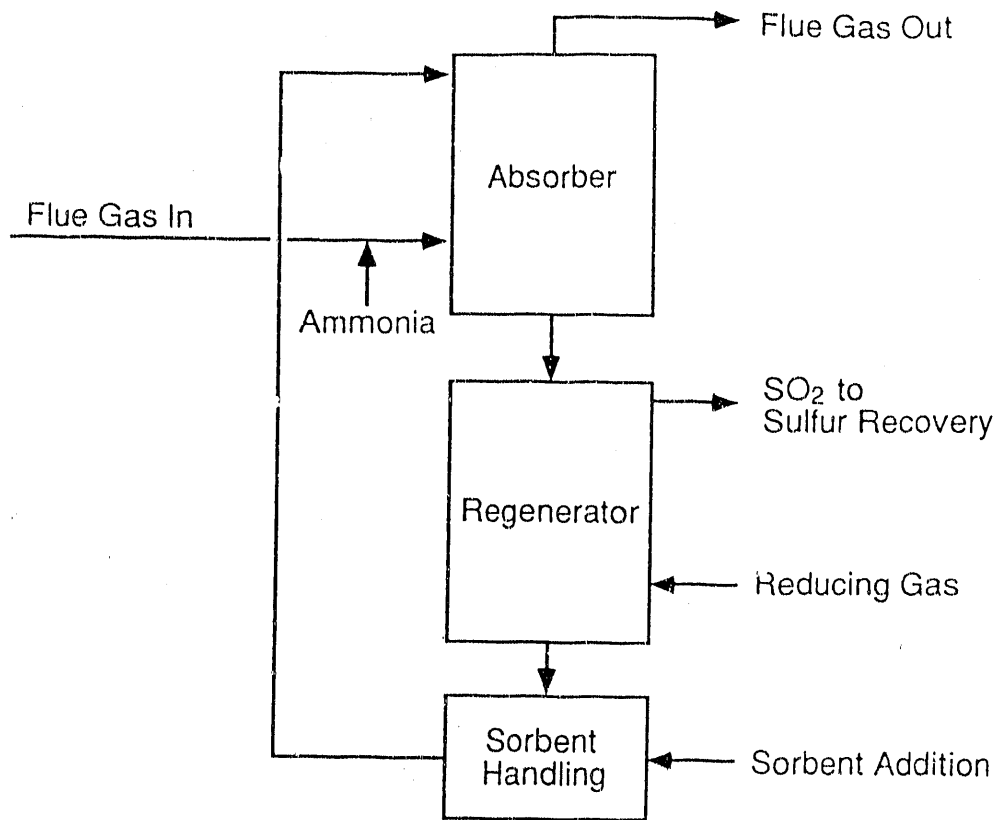 Flue Gas Out
Absorber
Flue Gas In
Ammonia
SO₂ to
Sulfur Recovery
Regenerator
Reducing Gas
Sorbent
Handling
Sorbent Addition